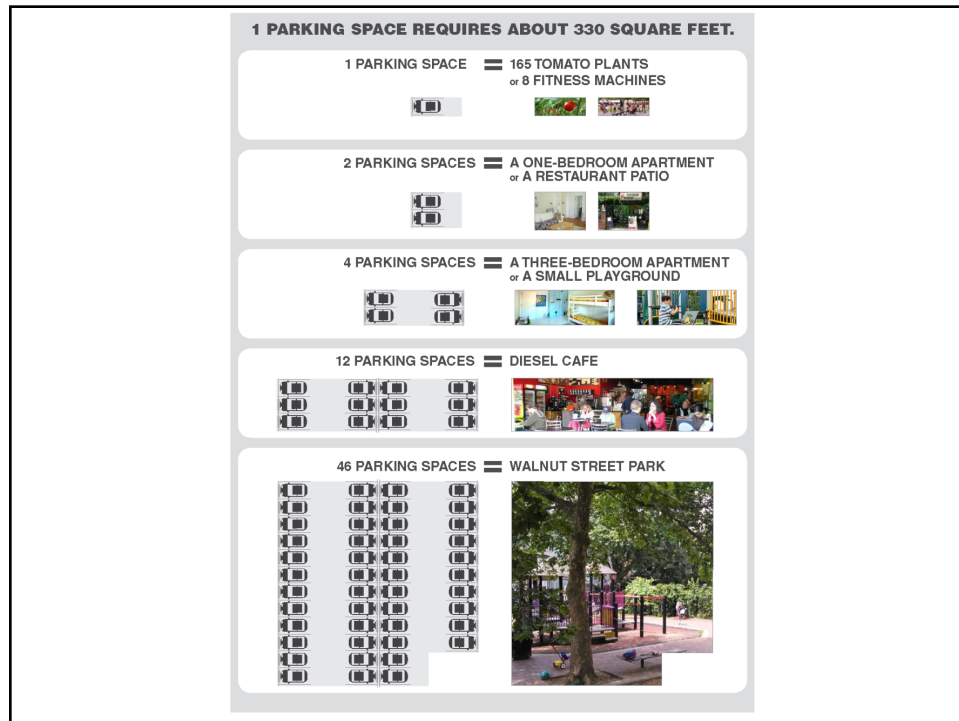 1 PARKING SPACE REQUIRES ABOUT 330 SQUARE FEET.
1 PARKING SPACE = 165 TOMATO PLANTS
or 8 FITNESS MACHINES
2 PARKING SPACES = A ONE-BEDROOM APARTMENT
or A RESTAURANT PATIO
4 PARKING SPACES = A THREE-BEDROOM APARTMENT
or A SMALL PLAYGROUND
12 PARKING SPACES = DIESEL CAFE
46 PARKING SPACES = WALNUT STREET PARK